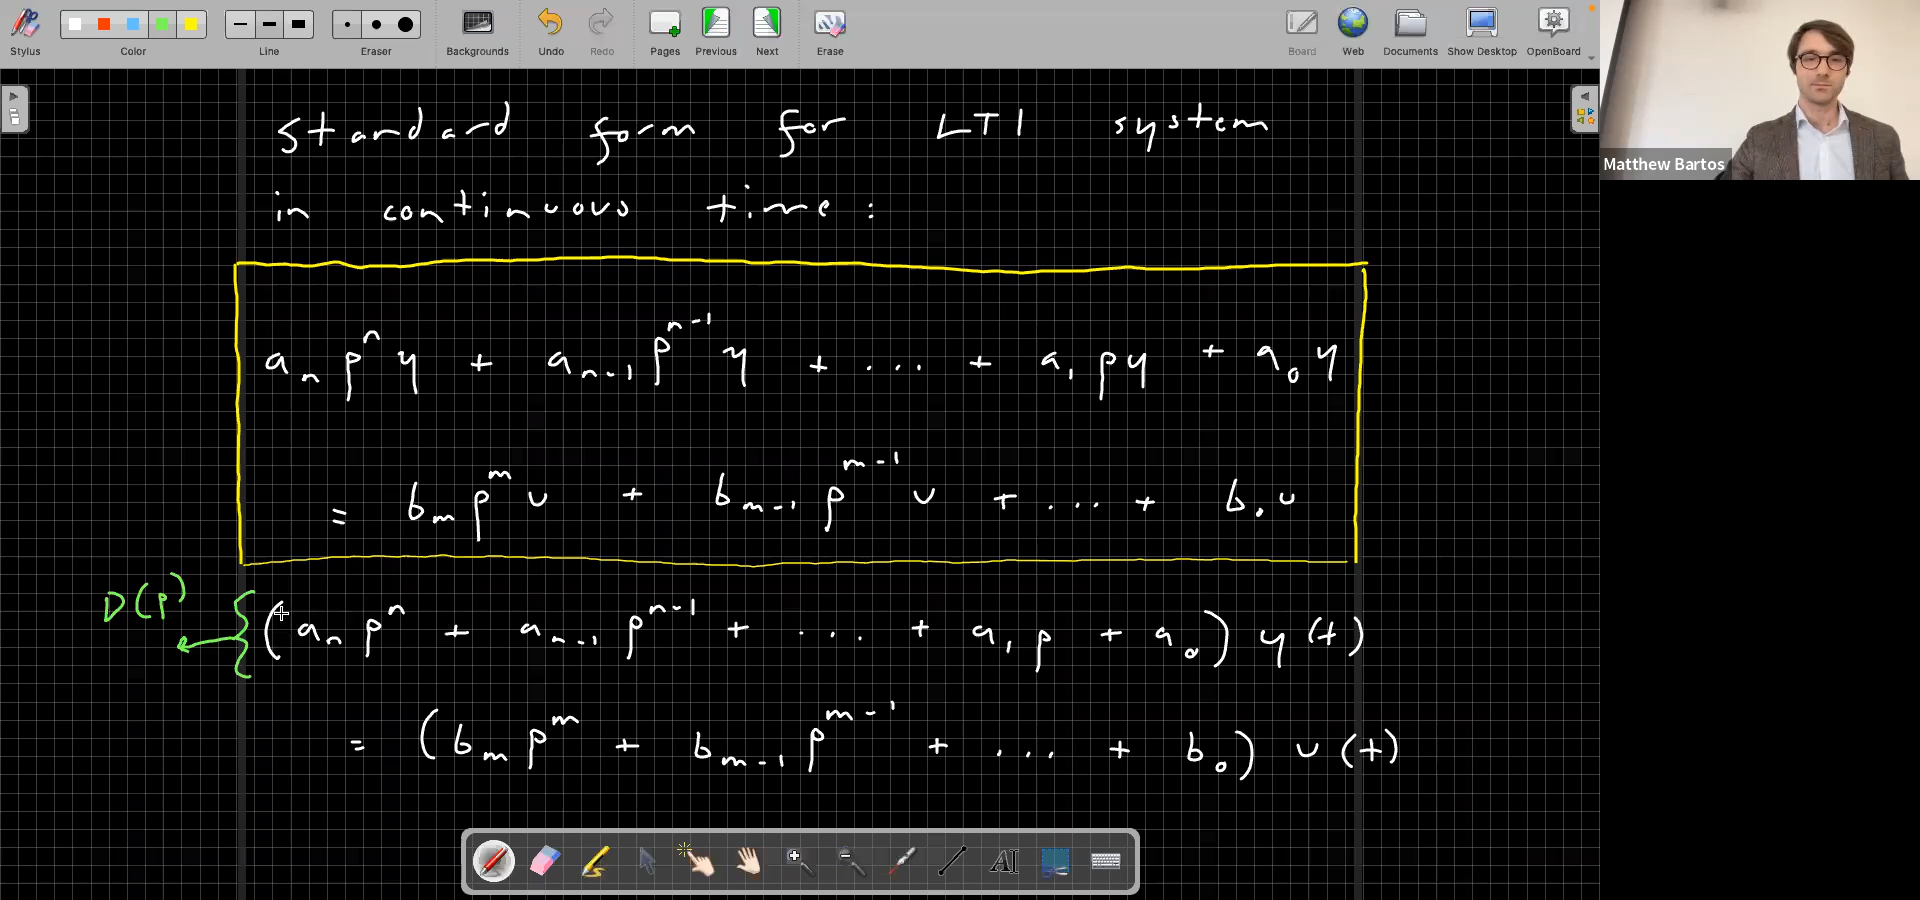 Stylus Color Line Eraser Backgrounds Undo Redo Pages Previous Next Erase Board Web Documents Show Desktop OpenBoard
Matthew Bartos
standard form for LTI system
in continuous time:
aₙ pⁿ y + aₙ₋₁ pⁿ⁻¹ y + ... + a₁ p y + a₀ y
= bₘ pᵐ u + bₘ₋₁ pᵐ⁻¹ u + ... + b₀ u
D(p)
(aₙ pⁿ + aₙ₋₁ pⁿ⁻¹ + ... + a₁ p + a₀) y(t)
= (bₘ pᵐ + bₘ₋₁ pᵐ⁻¹ + ... + b₀) u(t)
AI